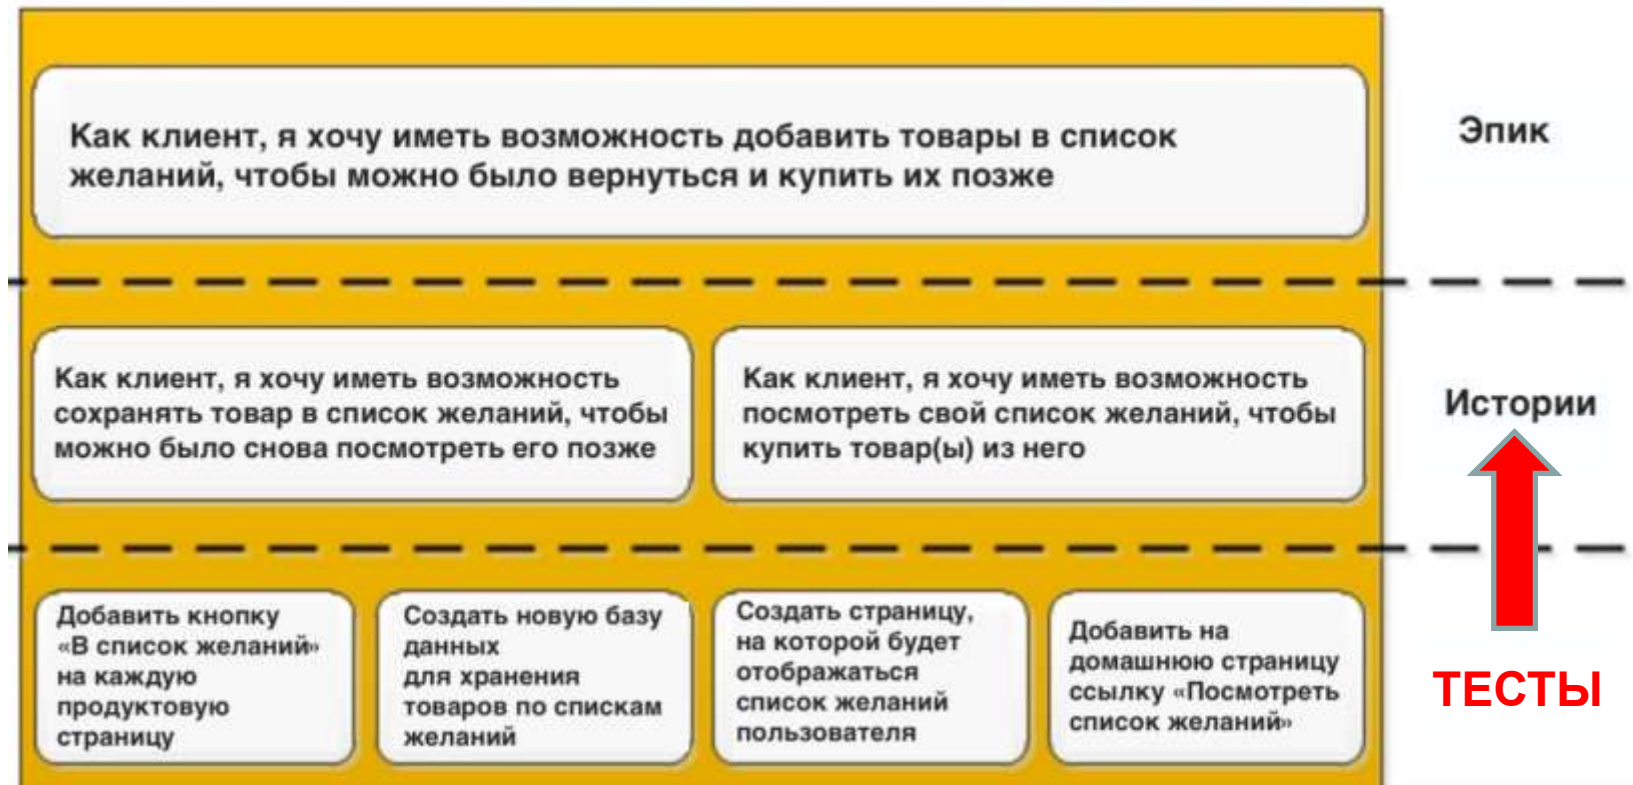 Как клиент, я хочу иметь возможность добавить товары в список
желаний, чтобы можно было вернуться и купить их позже
Эпик
Как клиент, я хочу иметь возможность
сохранять товар в список желаний, чтобы
можно было снова посмотреть его позже
Как клиент, я хочу иметь возможность
посмотреть свой список желаний, чтобы
купить товар(ы) из него
Истории
Добавить кнопку
«В список желаний»
на каждую
продуктовую
страницу
Создать новую базу
данных
для хранения
товаров по спискам
желаний
Создать страницу,
на которой будет
отображаться
список желаний
пользователя
Добавить на
домашнюю страницу
ссылку «Посмотреть
список желаний»
ТЕСТЫ